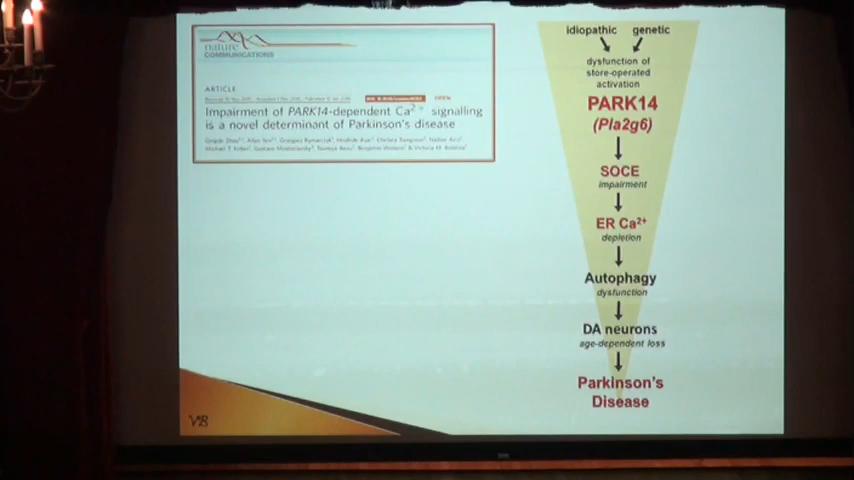 nature
COMMUNICATIONS
ARTICLE
OPEN
Impairment of PARK14-dependent Ca2+ signalling
is a novel determinant of Parkinson's disease
idiopathic genetic
dysfunction of
store-operated
activation
PARK14
(Pla2g6)
SOCE
impairment
ER Ca2+
depletion
Autophagy
dysfunction
DA neurons
age-dependent loss
Parkinson's
Disease
VB